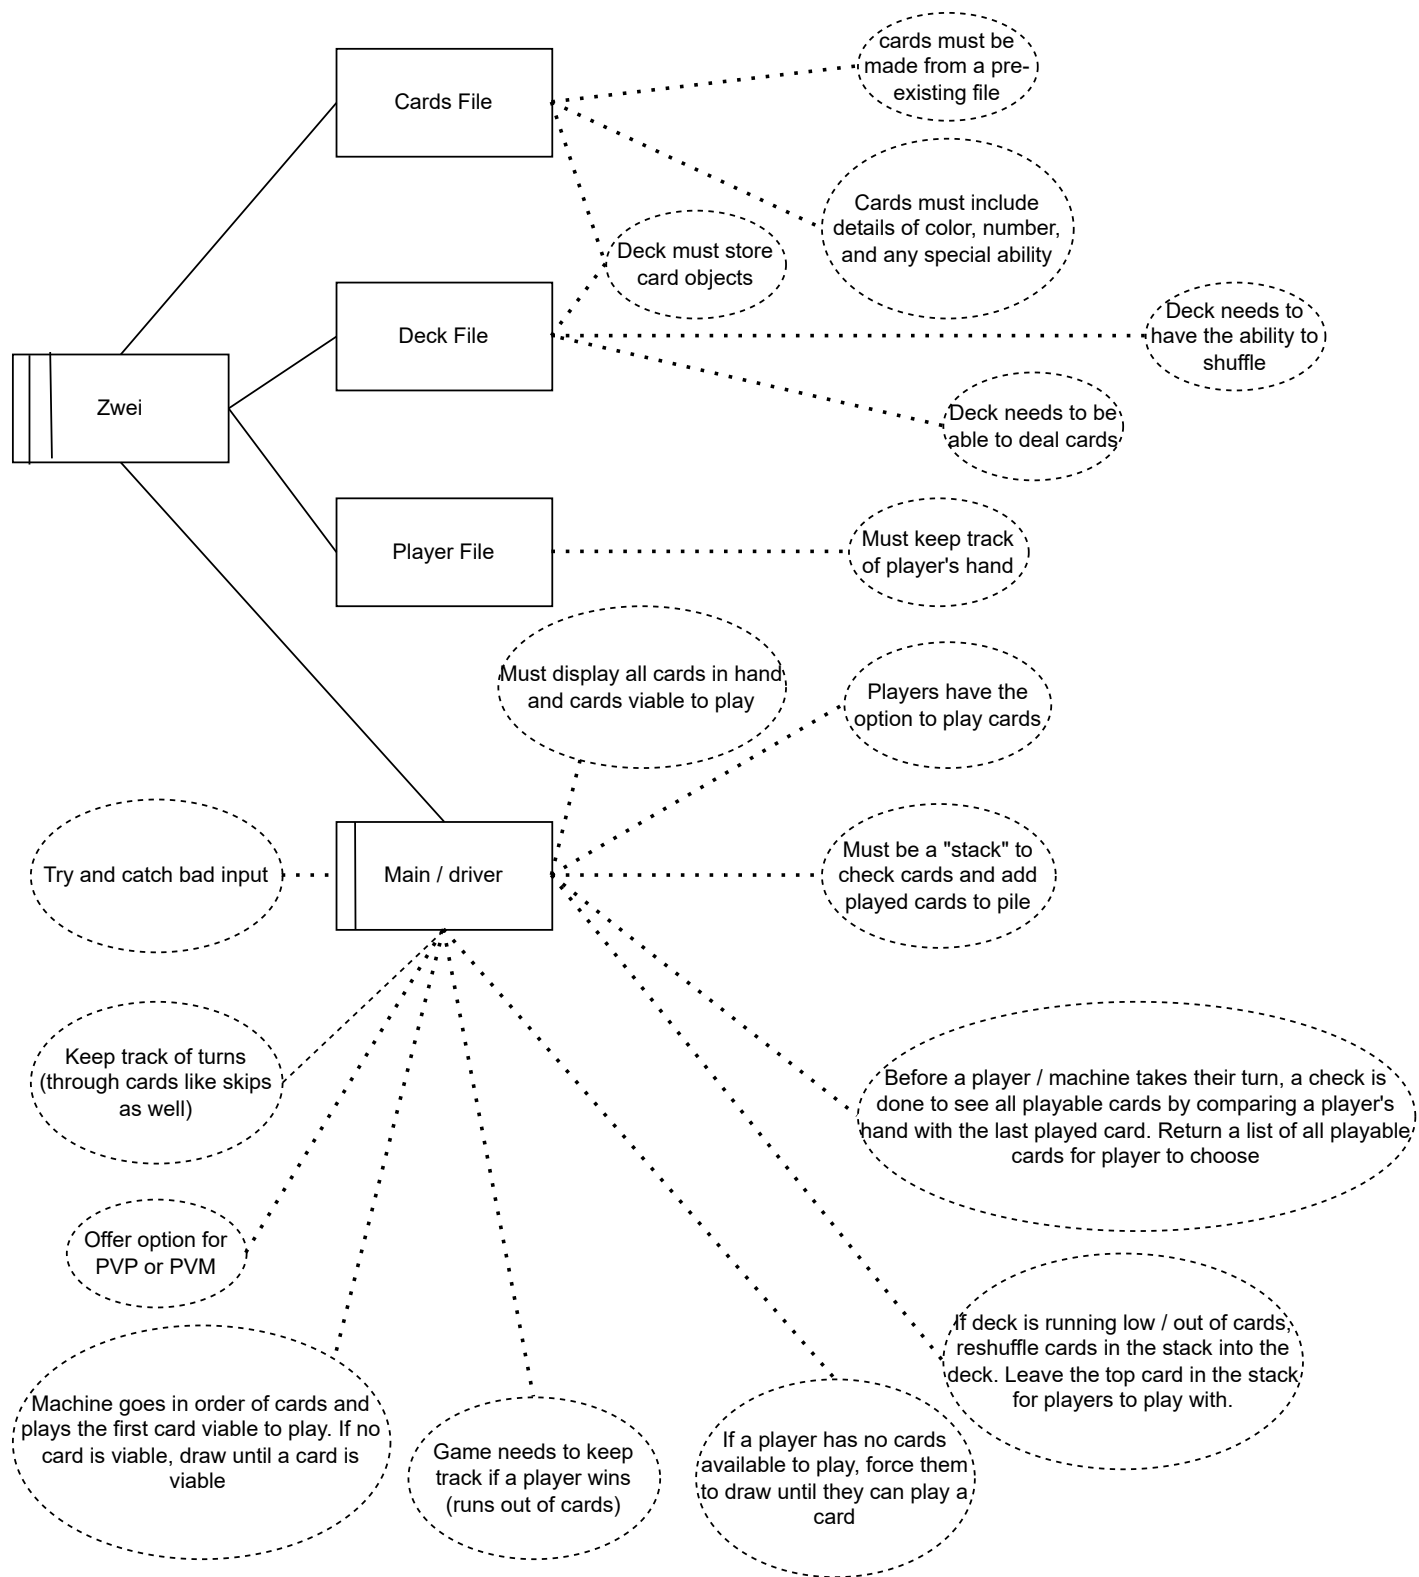 cards must be
made from a pre-
existing file
Cards File
Cards must include
details of color, number,
and any special ability
Deck must store
card objects
Deck needs to
have the ability to
shuffle
Deck File
Zwei
Deck needs to be
able to deal cards
Must keep track
of player's hand
Player File
Must display all cards in hand
and cards viable to play
Players have the
option to play cards
Try and catch bad input
Main / driver
Must be a "stack" to
check cards and add
played cards to pile
Keep track of turns
(through cards like skips
as well)
Before a player / machine takes their turn, a check is
done to see all playable cards by comparing a player's
hand with the last played card. Return a list of all playable
cards for player to choose
Offer option for
PVP or PVM
If deck is running low / out of cards,
reshuffle cards in the stack into the
deck. Leave the top card in the stack
for players to play with.
Machine goes in order of cards and
plays the first card viable to play. If no
card is viable, draw until a card is
viable
Game needs to keep
track if a player wins
(runs out of cards)
If a player has no cards
available to play, force them
to draw until they can play a
card